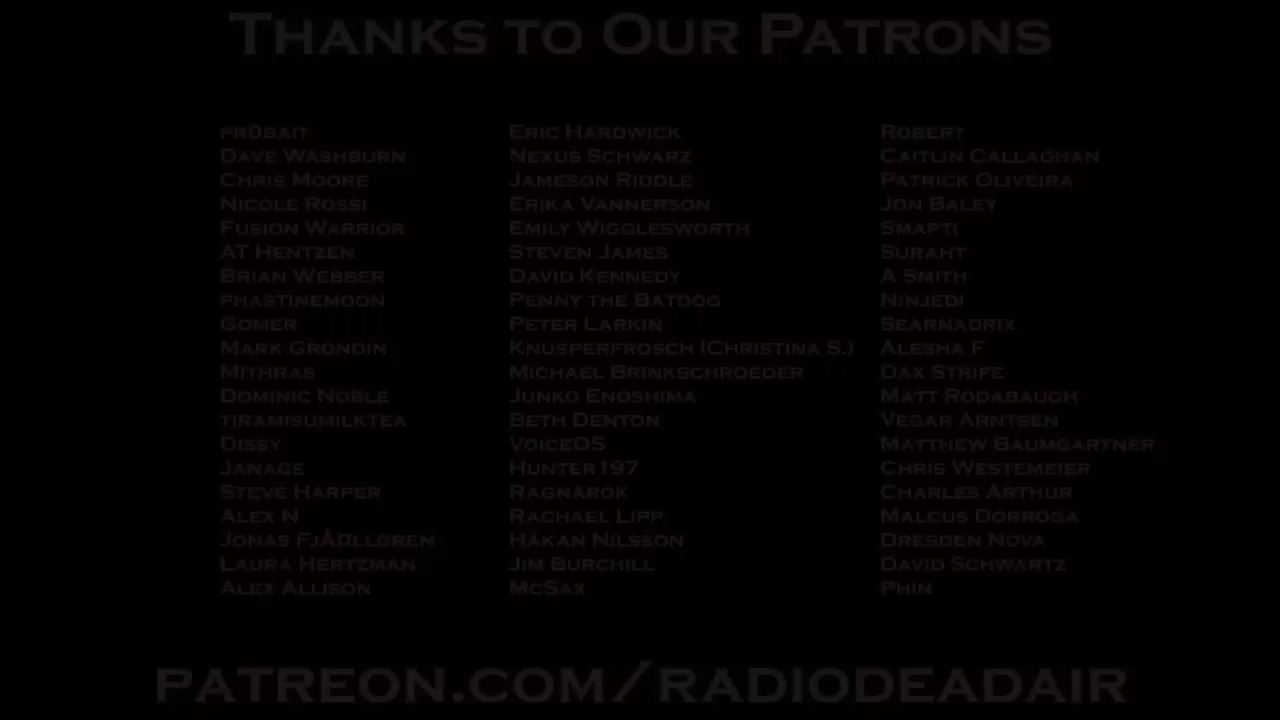 Thanks to Our Patrons
pr0bait
Dave Washburn
Chris Moore
Nicole Rossi
Fusion Warrior
AT Hentzen
Brian Webber
phastinemoon
Gomer
Mark Grondin
Mithras
Dominic Noble
tiramisumilktea
Dissy
Janage
Steve Harper
Alex N
Jonas FjÃ¤llgren
Laura Hertzman
Alex Allison
Eric Hardwick
Nexus Schwarz
Jameson Riddle
Erika Vannerson
Emily Wigglesworth
Steven James
David Kennedy
Penny the Batdog
Peter Larkin
Knusperfrosch (Christina S.)
Michael Brinkschroeder
Junko Enoshima
Beth Denton
VoiceOS
Hunter197
Ragnarok
Rachael Lipp
Håkan Nilsson
Jim Burchill
McSax
Robert
Caitlin Callaghan
Patrick Oliveira
Jon Baley
Smapti
Suraht
A Smith
Ninjedi
Searnadrix
Alesha F
Dax Strife
Matt Rodabaugh
Vegar Arntsen
Matthew Baumgartner
Chris Westemeier
Charles Arthur
Malcus Dorroga
Dresden Nova
David Schwartz
Phin
patreon.com/radiodeadair